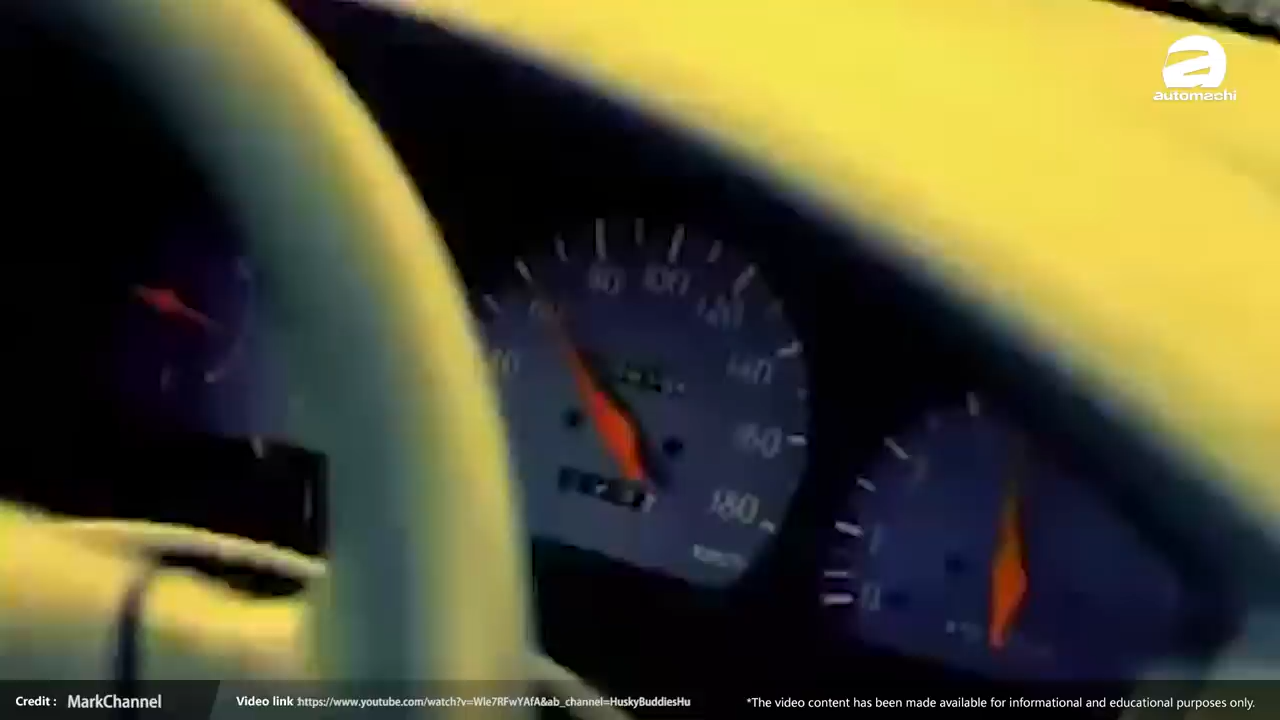 automachi
80 100
120
140
160
180
0
Credit : MarkChannel
Video link :https://www.youtube.com/watch?v=Wle7RFwYAfA&ab_channel=HuskyBuddiesHu
*The video content has been made available for informational and educational purposes only.